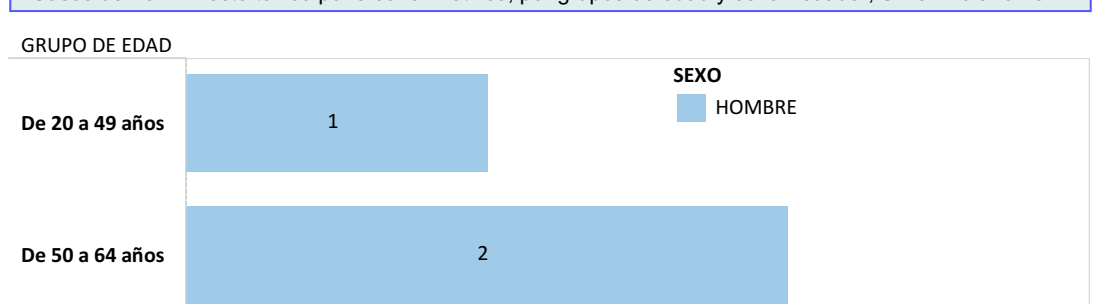 GRUPO DE EDAD
SEXO
HOMBRE
De 20 a 49 años
1
De 50 a 64 años
2